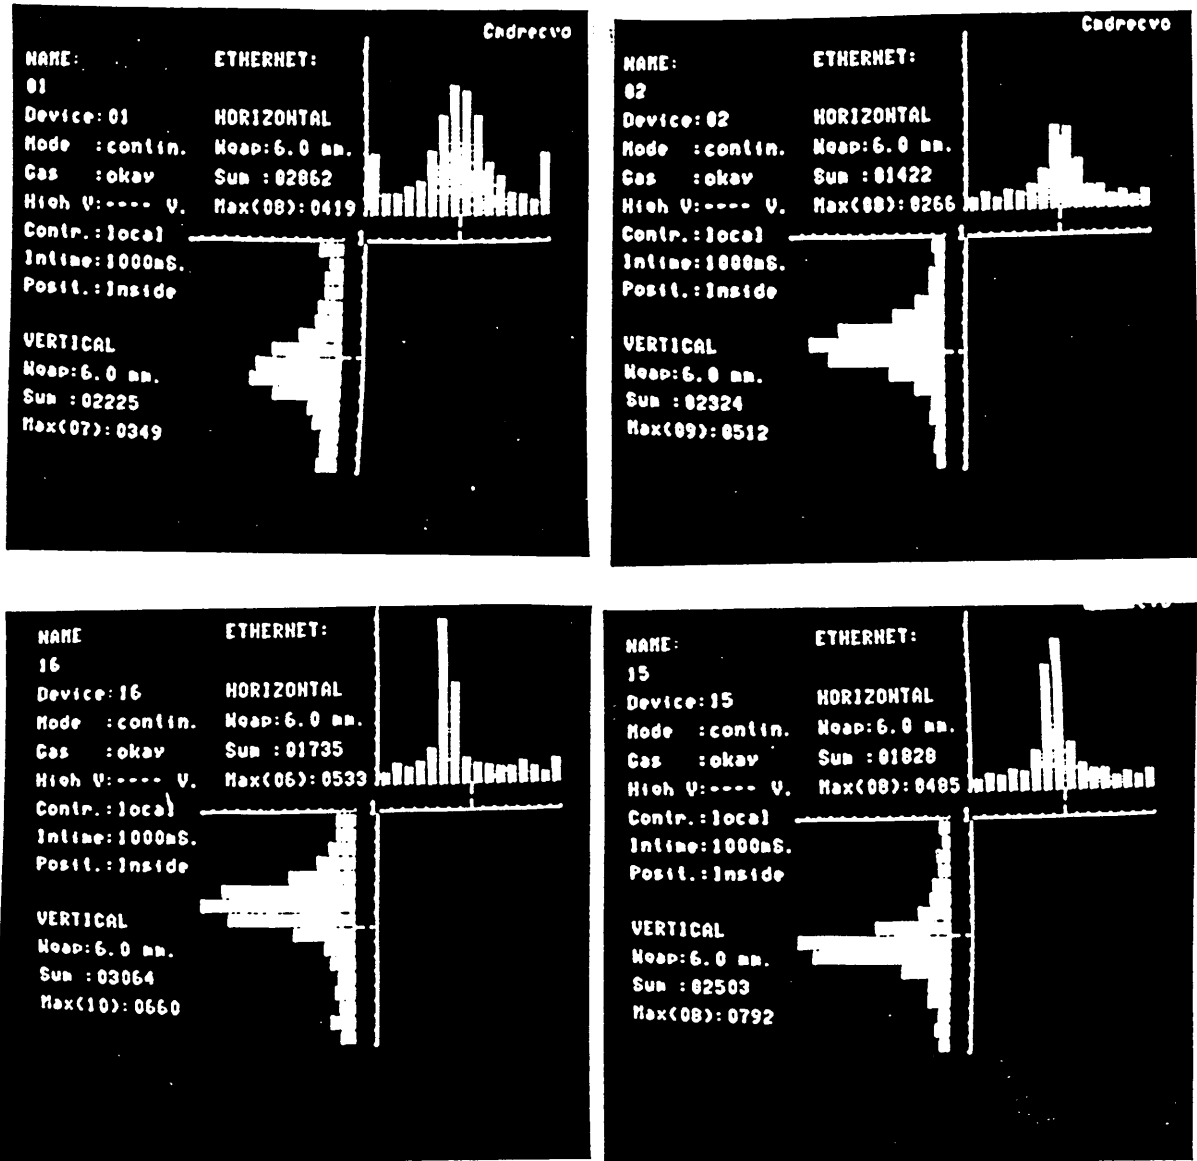 Cmdrecvo
NAME: ETHERNET:
01
Device:01 HORIZONTAL
Mode :contin. Wgap:6.0 mm.
Gas :okay Sum :02862
High V:---- V. Max(08):0419
Contr.:local
Intime:1000mS.
Posit.:Inside
VERTICAL
Wgap:6.0 mm.
Sum :02225
Max(07):0349
Cmdrecvo
NAME: ETHERNET:
02
Device:02 HORIZONTAL
Mode :contin. Wgap:6.0 mm.
Gas :okay Sum :01422
High V:---- V. Max(08):0266
Contr.:local
Intime:1000mS.
Posit.:Inside
VERTICAL
Wgap:6.0 mm.
Sum :02324
Max(09):0512
NAME ETHERNET:
16
Device:16 HORIZONTAL
Mode :contin. Wgap:6.0 mm.
Gas :okay Sum :01735
High V:---- V. Max(06):0533
Contr.:local
Intime:1000mS.
Posit.:Inside
VERTICAL
Wgap:6.0 mm.
Sum :03064
Max(10):0660
NAME: ETHERNET:
15
Device:15 HORIZONTAL
Mode :contin. Wgap:6.0 mm.
Gas :okay Sum :01828
High V:---- V. Max(08):0485
Contr.:local
Intime:1000mS.
Posit.:Inside
VERTICAL
Wgap:6.0 mm.
Sum :02503
Max(08):0792